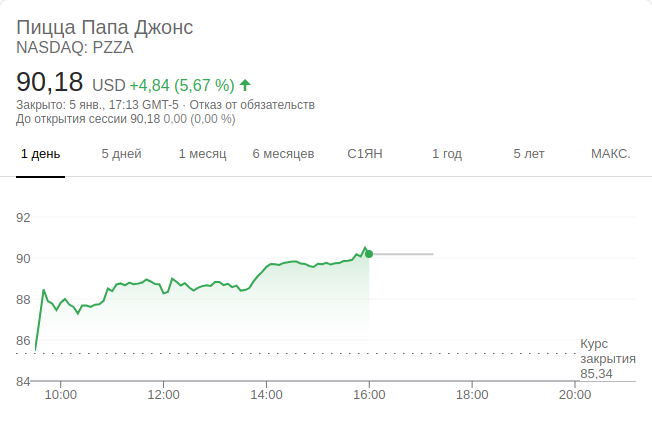 Пицца Папа Джонс
NASDAQ: PZZA
90,18 USD +4,84 (5,67 %)
Закрыто: 5 янв., 17:13 GMT-5 · Отказ от обязательств
До открытия сессии 90,18 0,00 (0,00 %)
1 день 5 дней 1 месяц 6 месяцев С1ЯН 1 год 5 лет МАКС.
92
90
88
86
Курс
закрытия
85,34
84
10:00 12:00 14:00 16:00 18:00 20:00